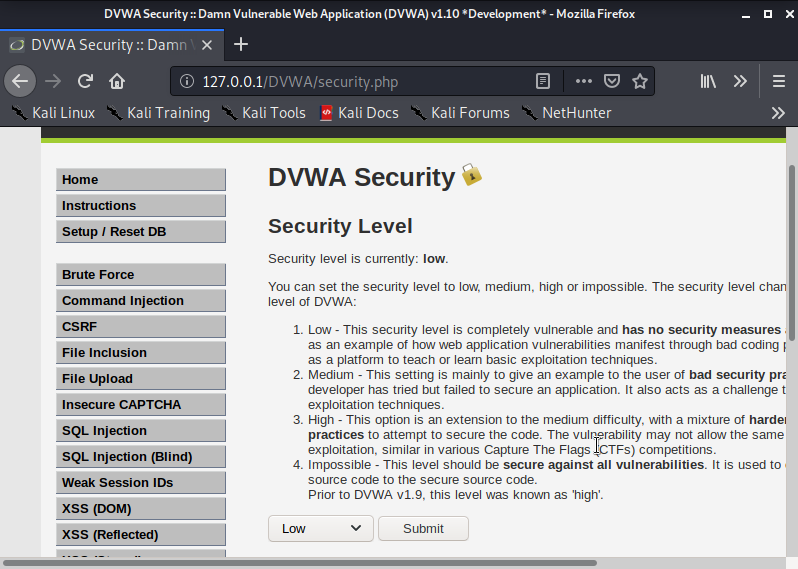 DVWA Security :: Damn Vulnerable Web Application (DVWA) v1.10 *Development* - Mozilla Firefox
DVWA Security :: Damn
127.0.0.1/DVWA/security.php
Kali Linux Kali Training Kali Tools Kali Docs Kali Forums NetHunter
DVWA Security
Security Level
Security level is currently: low.
You can set the security level to low, medium, high or impossible. The security level chan
level of DVWA:
1. Low - This security level is completely vulnerable and has no security measures
as an example of how web application vulnerabilities manifest through bad coding
as a platform to teach or learn basic exploitation techniques.
2. Medium - This setting is mainly to give an example to the user of bad security pra
developer has tried but failed to secure an application. It also acts as a challenge t
exploitation techniques.
3. High - This option is an extension to the medium difficulty, with a mixture of harde
practices to attempt to secure the code. The vulnerability may not allow the same
exploitation, similar in various Capture The Flags (CTFs) competitions.
4. Impossible - This level should be secure against all vulnerabilities. It is used to
source code to the secure source code.
Prior to DVWA v1.9, this level was known as 'high'.
Low Submit
Home
Instructions
Setup / Reset DB
Brute Force
Command Injection
CSRF
File Inclusion
File Upload
Insecure CAPTCHA
SQL Injection
SQL Injection (Blind)
Weak Session IDs
XSS (DOM)
XSS (Reflected)